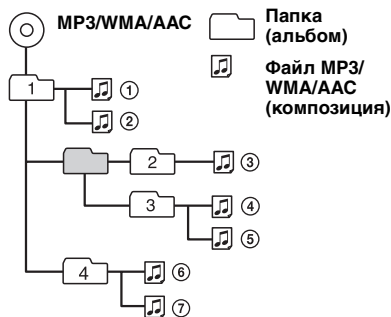 MP3/WMA/AAC
Папка
(альбом)
Файл MP3/
WMA/AAC
(композиция)
1
①
②
2
③
3
④
⑤
4
⑥
⑦